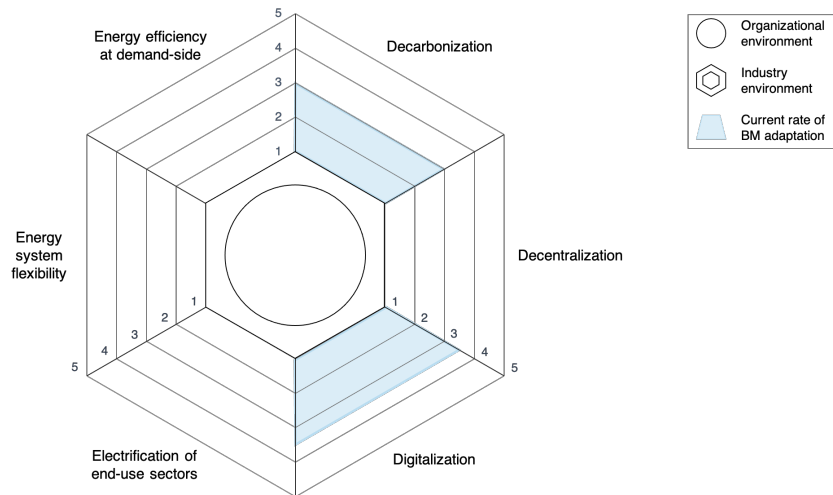 5
Energy efficiency
at demand-side
4
Decarbonization
3
2
1
Organizational
environment
Industry
environment
Current rate of
BM adaptation
Energy
system
flexibility
Decentralization
1
2
3
4
5
1
2
3
4
5
Electrification of
end-use sectors
Digitalization